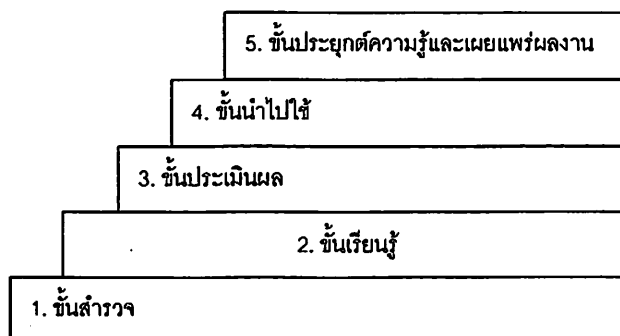 5. ขั้นประยุกต์ความรู้และเผยแพร่ผลงาน
4. ขั้นนำไปใช้
3. ขั้นประเมินผล
2. ขั้นเรียนรู้
1. ขั้นสำรวจ